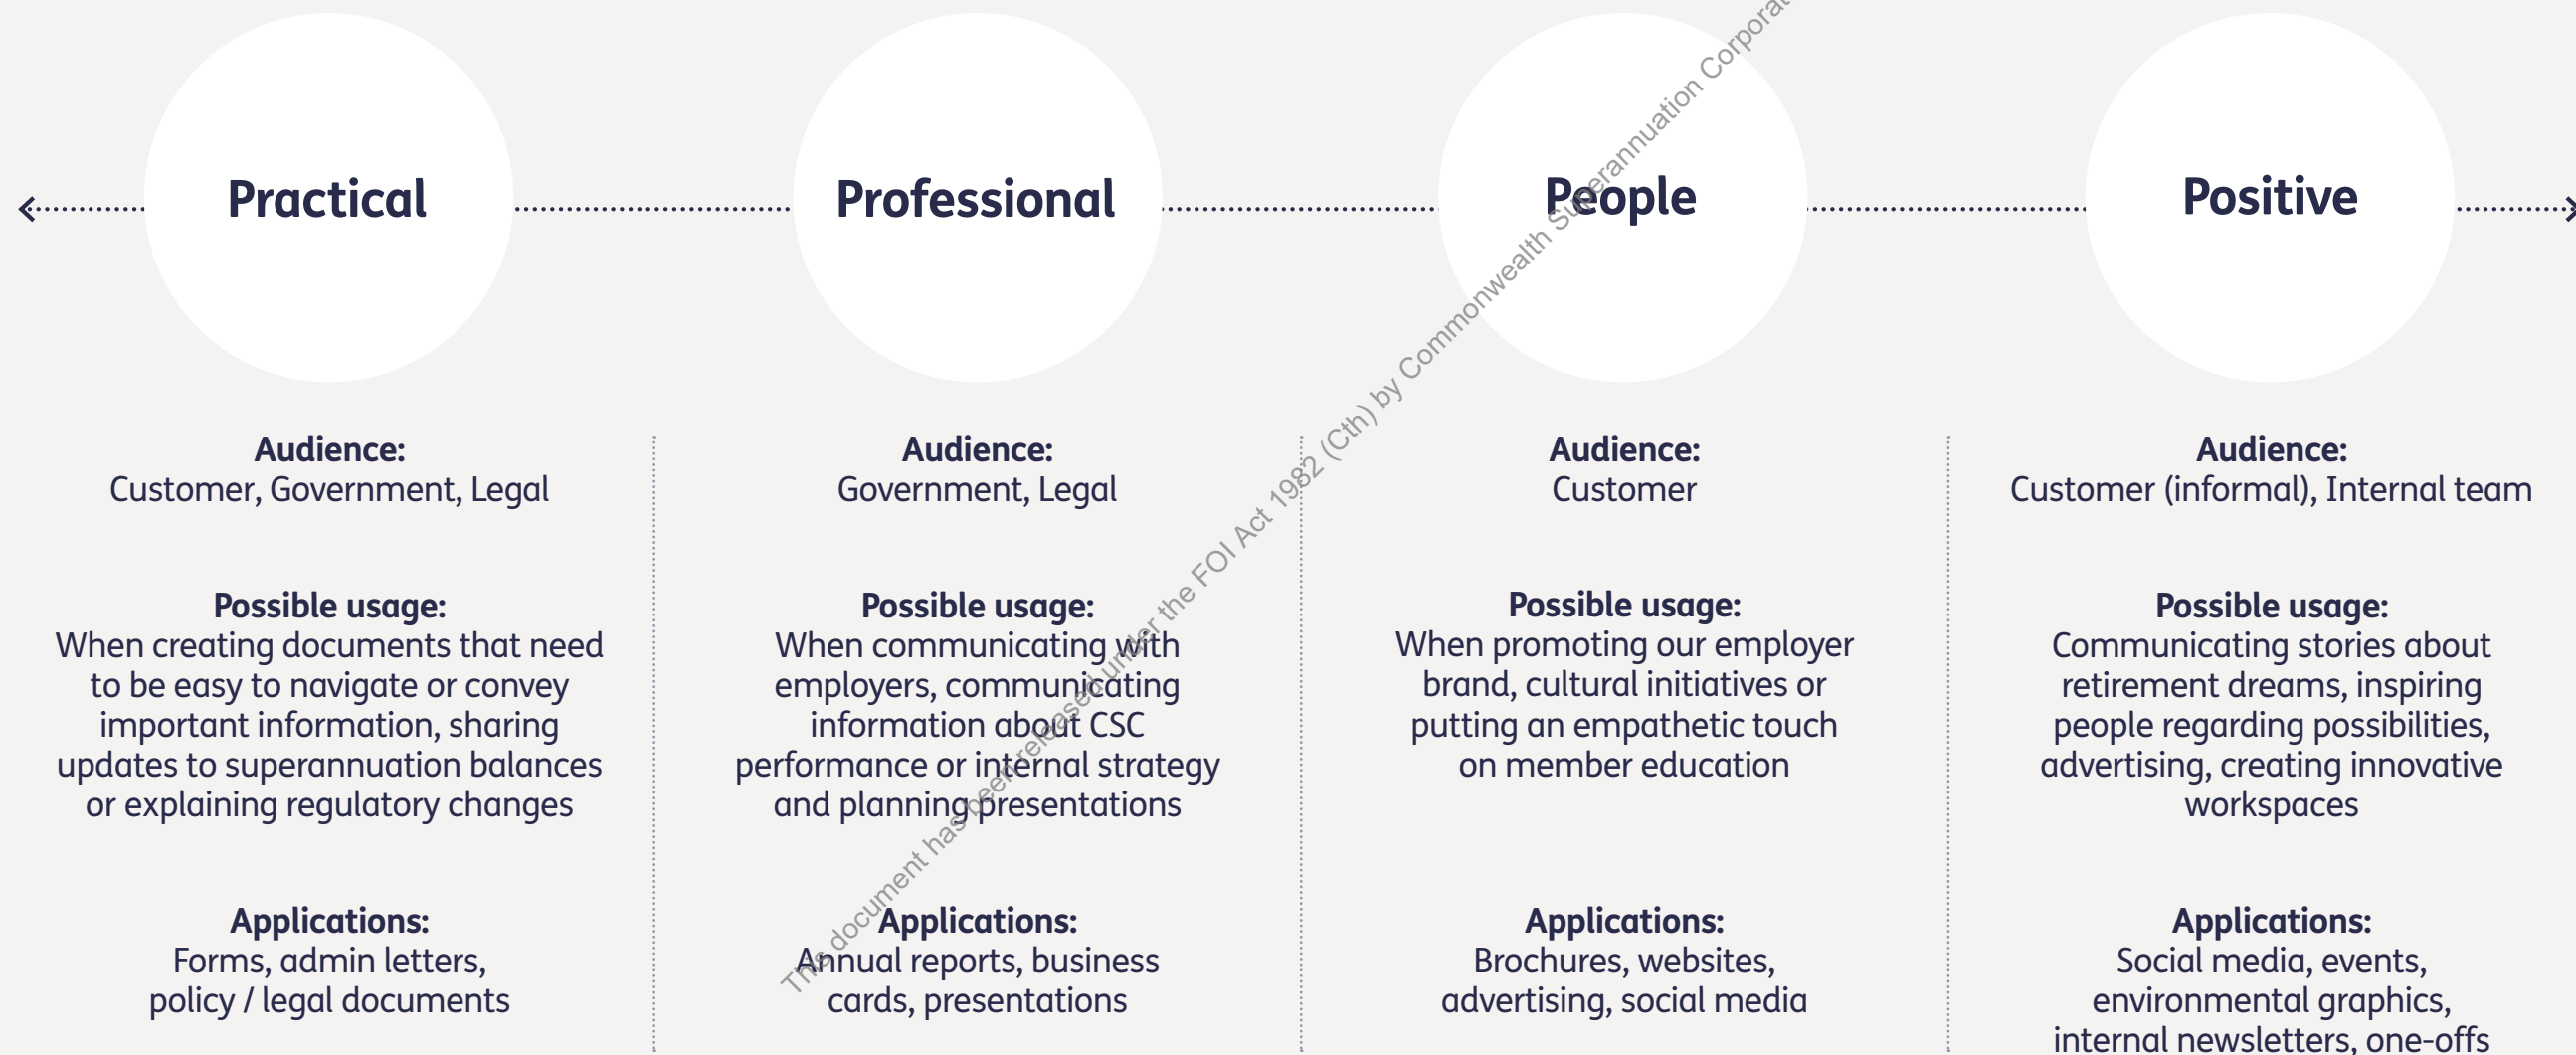 Practical
Professional
People
Positive
Audience:
Customer, Government, Legal
Possible usage:
When creating documents that need
to be easy to navigate or convey
important information, sharing
updates to superannuation balances
or explaining regulatory changes
Applications:
Forms, admin letters,
policy / legal documents
Audience:
Government, Legal
Possible usage:
When communicating with
employers, communicating
information about CSC
performance or internal strategy
and planning presentations
Applications:
Annual reports, business
cards, presentations
Audience:
Customer
Possible usage:
When promoting our employer
brand, cultural initiatives or
putting an empathetic touch
on member education
Applications:
Brochures, websites,
advertising, social media
Audience:
Customer (informal), Internal team
Possible usage:
Communicating stories about
retirement dreams, inspiring
people regarding possibilities,
advertising, creating innovative
workspaces
Applications:
Social media, events,
environmental graphics,
internal newsletters, one-offs
This document has been released under the FOI Act 1982 (Cth) by Commonwealth Superannuation Corporat